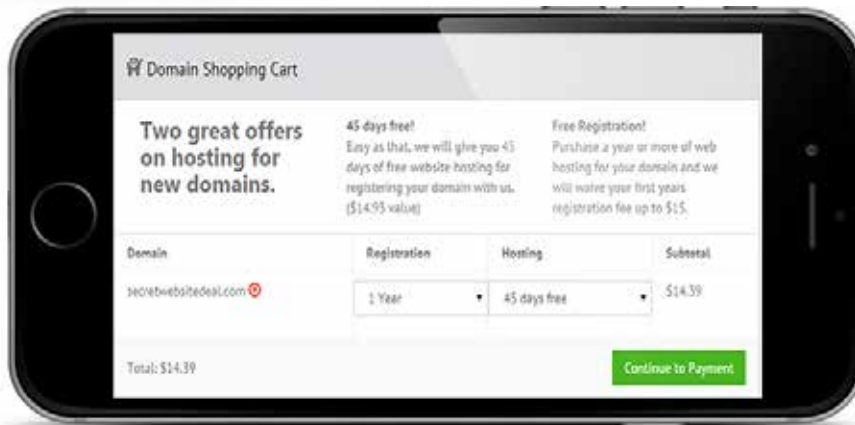 Domain Shopping Cart
Two great offers
on hosting for
new domains.
45 days free!
Easy as that, we will give you 45
days of free website hosting for
registering your domain with us.
($14.95 value)
Free Registration!
Purchase a year or more of web
hosting for your domain and we
will waive your first years
registration fee up to $15.
Domain Registration Hosting Subtotal
secretwebsitedeal.com 1 Year 45 days free $14.39
Total: $14.39 Continue to Payment